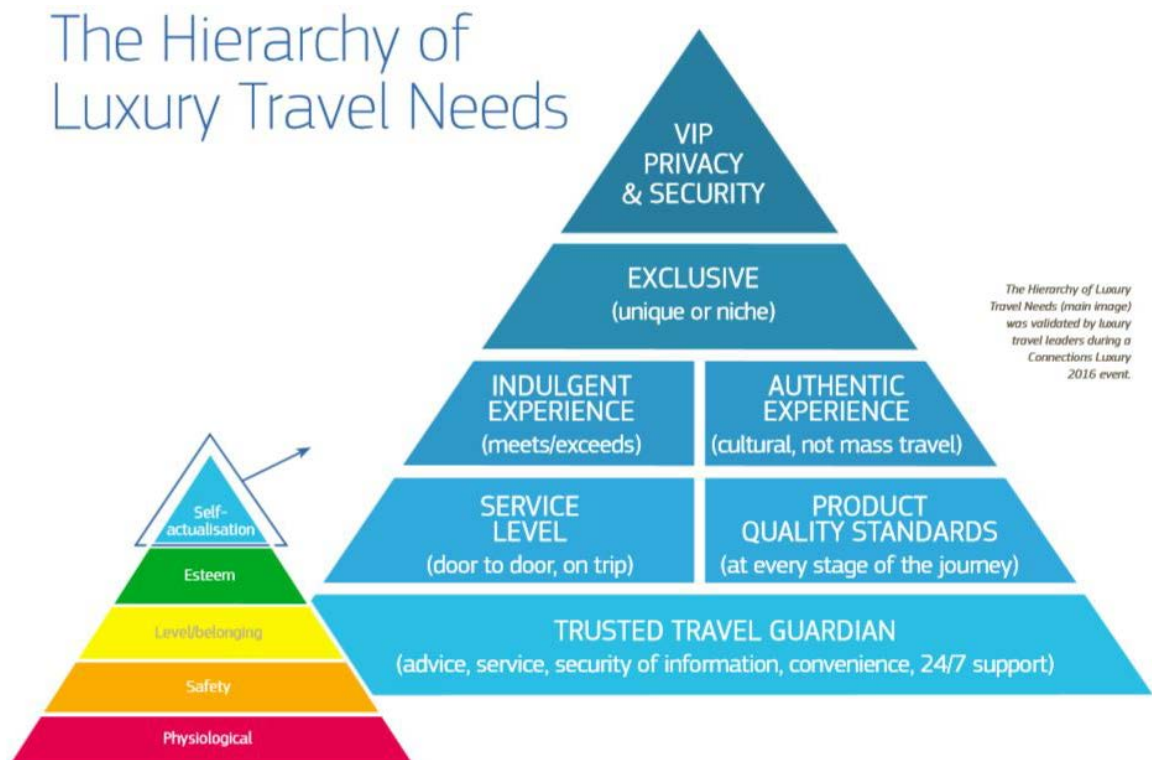 The Hierarchy of
Luxury Travel Needs
VIP
PRIVACY
& SECURITY
EXCLUSIVE
(unique or niche)
The Hierarchy of Luxury
Travel Needs (main image)
was validated by luxury
travel leaders during a
Connections Luxury
2016 event.
INDULGENT
EXPERIENCE
(meets/exceeds)
AUTHENTIC
EXPERIENCE
(cultural, not mass travel)
SERVICE
LEVEL
(door to door, on trip)
PRODUCT
QUALITY STANDARDS
(at every stage of the journey)
TRUSTED TRAVEL GUARDIAN
(advice, service, security of information, convenience, 24/7 support)
Self-
actualisation
Esteem
Level/belonging
Safety
Physiological